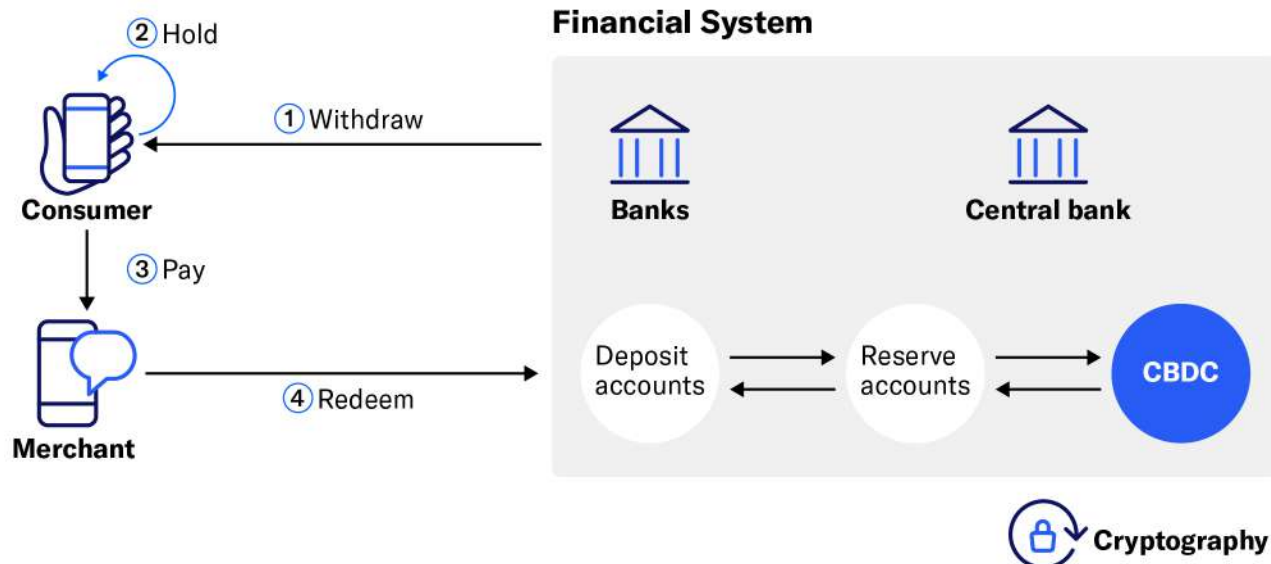 Financial System
② Hold
① Withdraw
Consumer
Banks
Central bank
③ Pay
Deposit
accounts
Reserve
accounts
CBDC
④ Redeem
Merchant
Cryptography